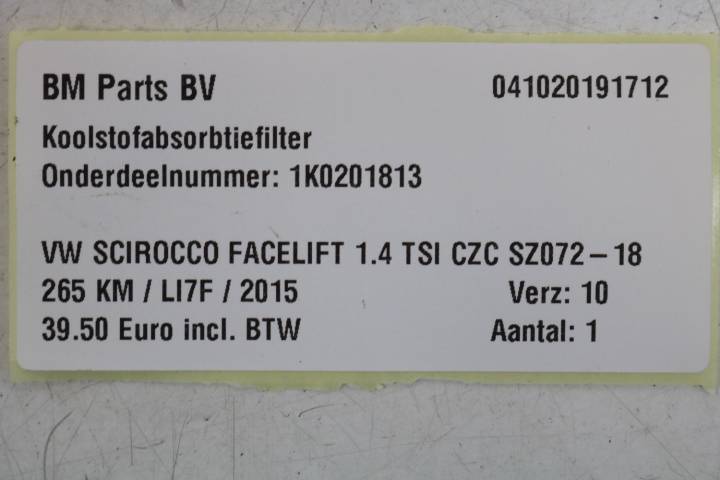 BM Parts BV 041020191712
Koolstofabsorbtiefilter
Onderdeelnummer: 1K0201813
VW SCIROCCO FACELIFT 1.4 TSI CZC SZ072-18
265 KM / LI7F / 2015 Verz: 10
39.50 Euro incl. BTW Aantal: 1